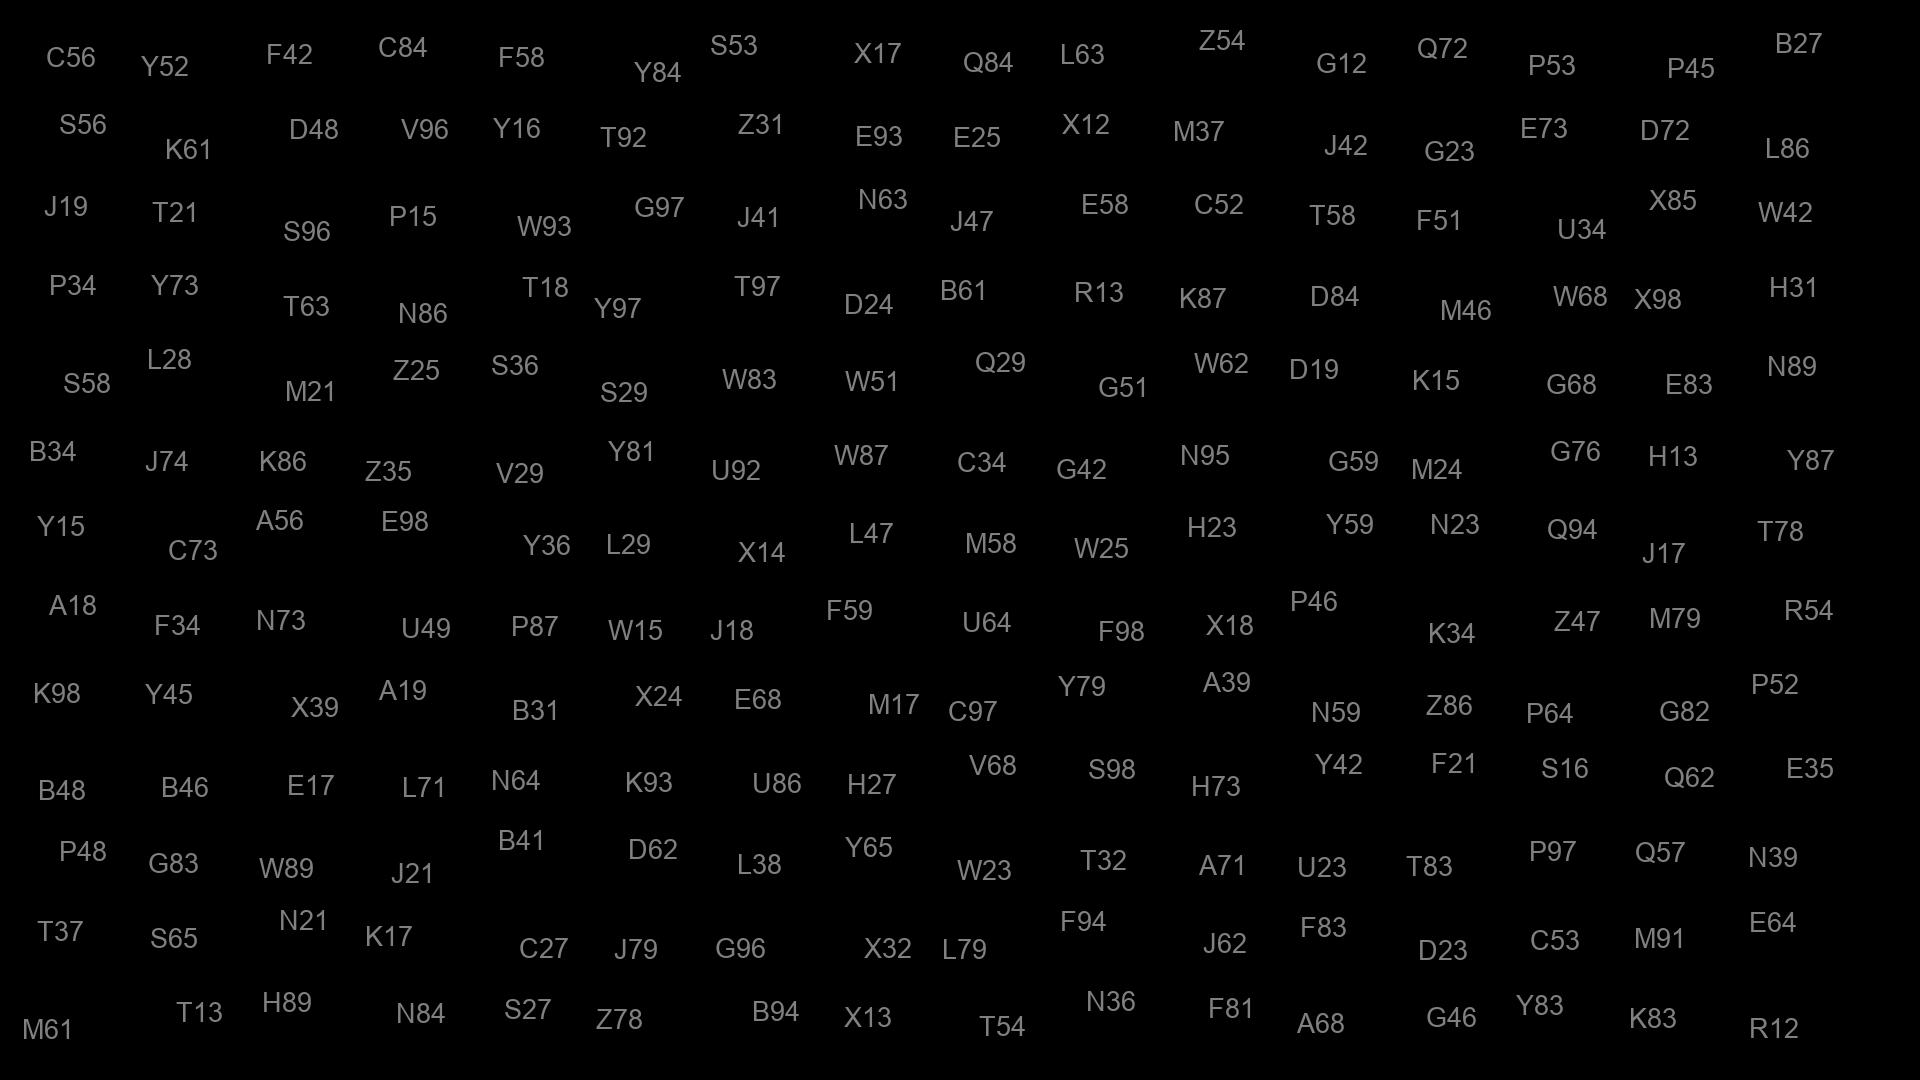 C56 Y52 F42 C84 F58 Y84 S53 X17 Q84 L63 Z54 G12 Q72 P53 P45 B27
S56 K61 D48 V96 Y16 T92 Z31 E93 E25 X12 M37 J42 G23 E73 D72 L86
J19 T21 S96 P15 W93 G97 J41 N63 J47 E58 C52 T58 F51 U34 X85 W42
P34 Y73 T63 N86 T18 Y97 T97 D24 B61 R13 K87 D84 M46 W68 X98 H31
S58 L28 M21 Z25 S36 S29 W83 W51 Q29 G51 W62 D19 K15 G68 E83 N89
B34 J74 K86 Z35 V29 Y81 U92 W87 C34 G42 N95 G59 M24 G76 H13 Y87
Y15 C73 A56 E98 Y36 L29 X14 L47 M58 W25 H23 Y59 N23 Q94 J17 T78
A18 F34 N73 U49 P87 W15 J18 F59 U64 F98 X18 P46 K34 Z47 M79 R54
K98 Y45 X39 A19 B31 X24 E68 M17 C97 Y79 A39 N59 Z86 P64 G82 P52
B48 B46 E17 L71 N64 K93 U86 H27 V68 S98 H73 Y42 F21 S16 Q62 E35
P48 G83 W89 J21 B41 D62 L38 Y65 W23 T32 A71 U23 T83 P97 Q57 N39
T37 S65 N21 K17 C27 J79 G96 X32 L79 F94 J62 F83 D23 C53 M91 E64
M61 T13 H89 N84 S27 Z78 B94 X13 T54 N36 F81 A68 G46 Y83 K83 R12